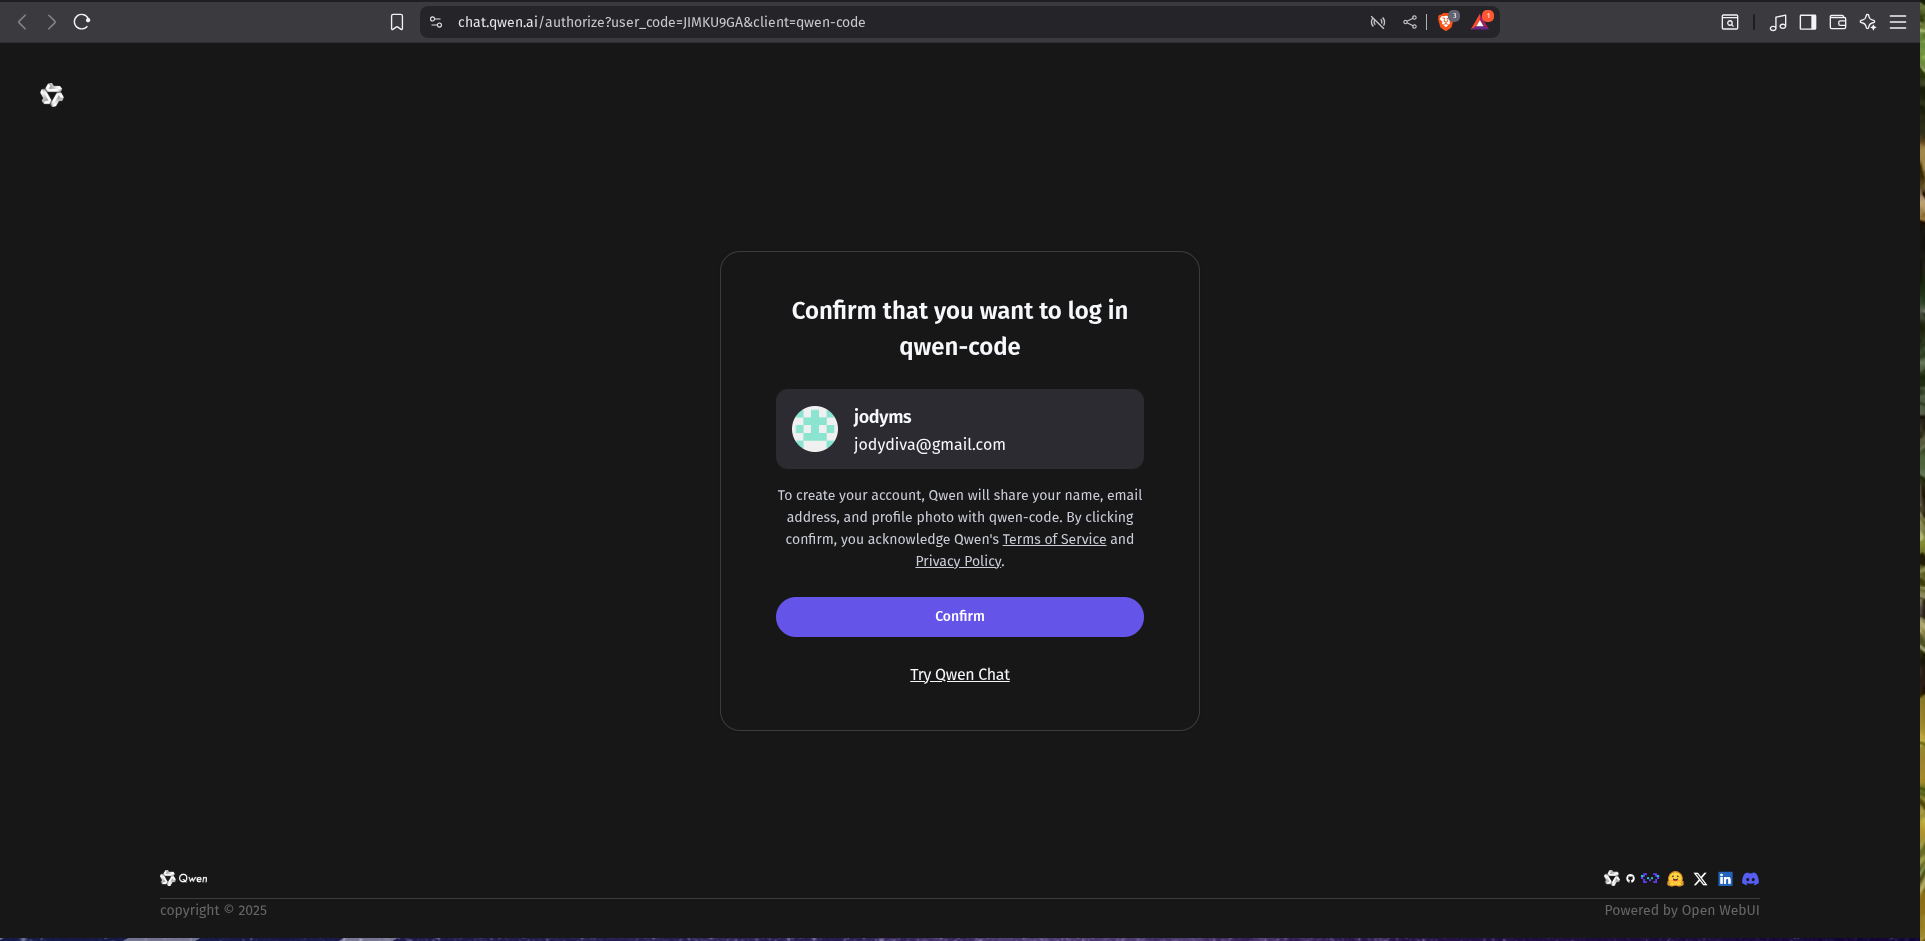 chat.qwen.ai/authorize?user_code=JIMKU9GA&client=qwen-code
3
1
Confirm that you want to log in
qwen-code
jodyms
jodydiva@gmail.com
To create your account, Qwen will share your name, email
address, and profile photo with qwen-code. By clicking
confirm, you acknowledge Qwen's Terms of Service and
Privacy Policy.
Confirm
Try Qwen Chat
Qwen
copyright © 2025
Powered by Open WebUI